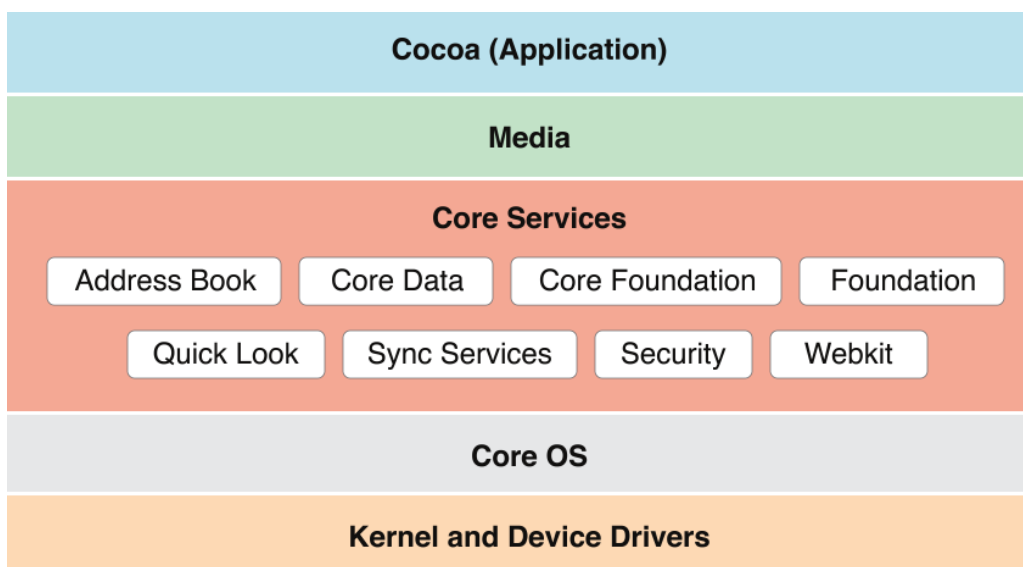 Cocoa (Application)
Media
Core Services
Address Book Core Data Core Foundation Foundation
Quick Look Sync Services Security Webkit
Core OS
Kernel and Device Drivers